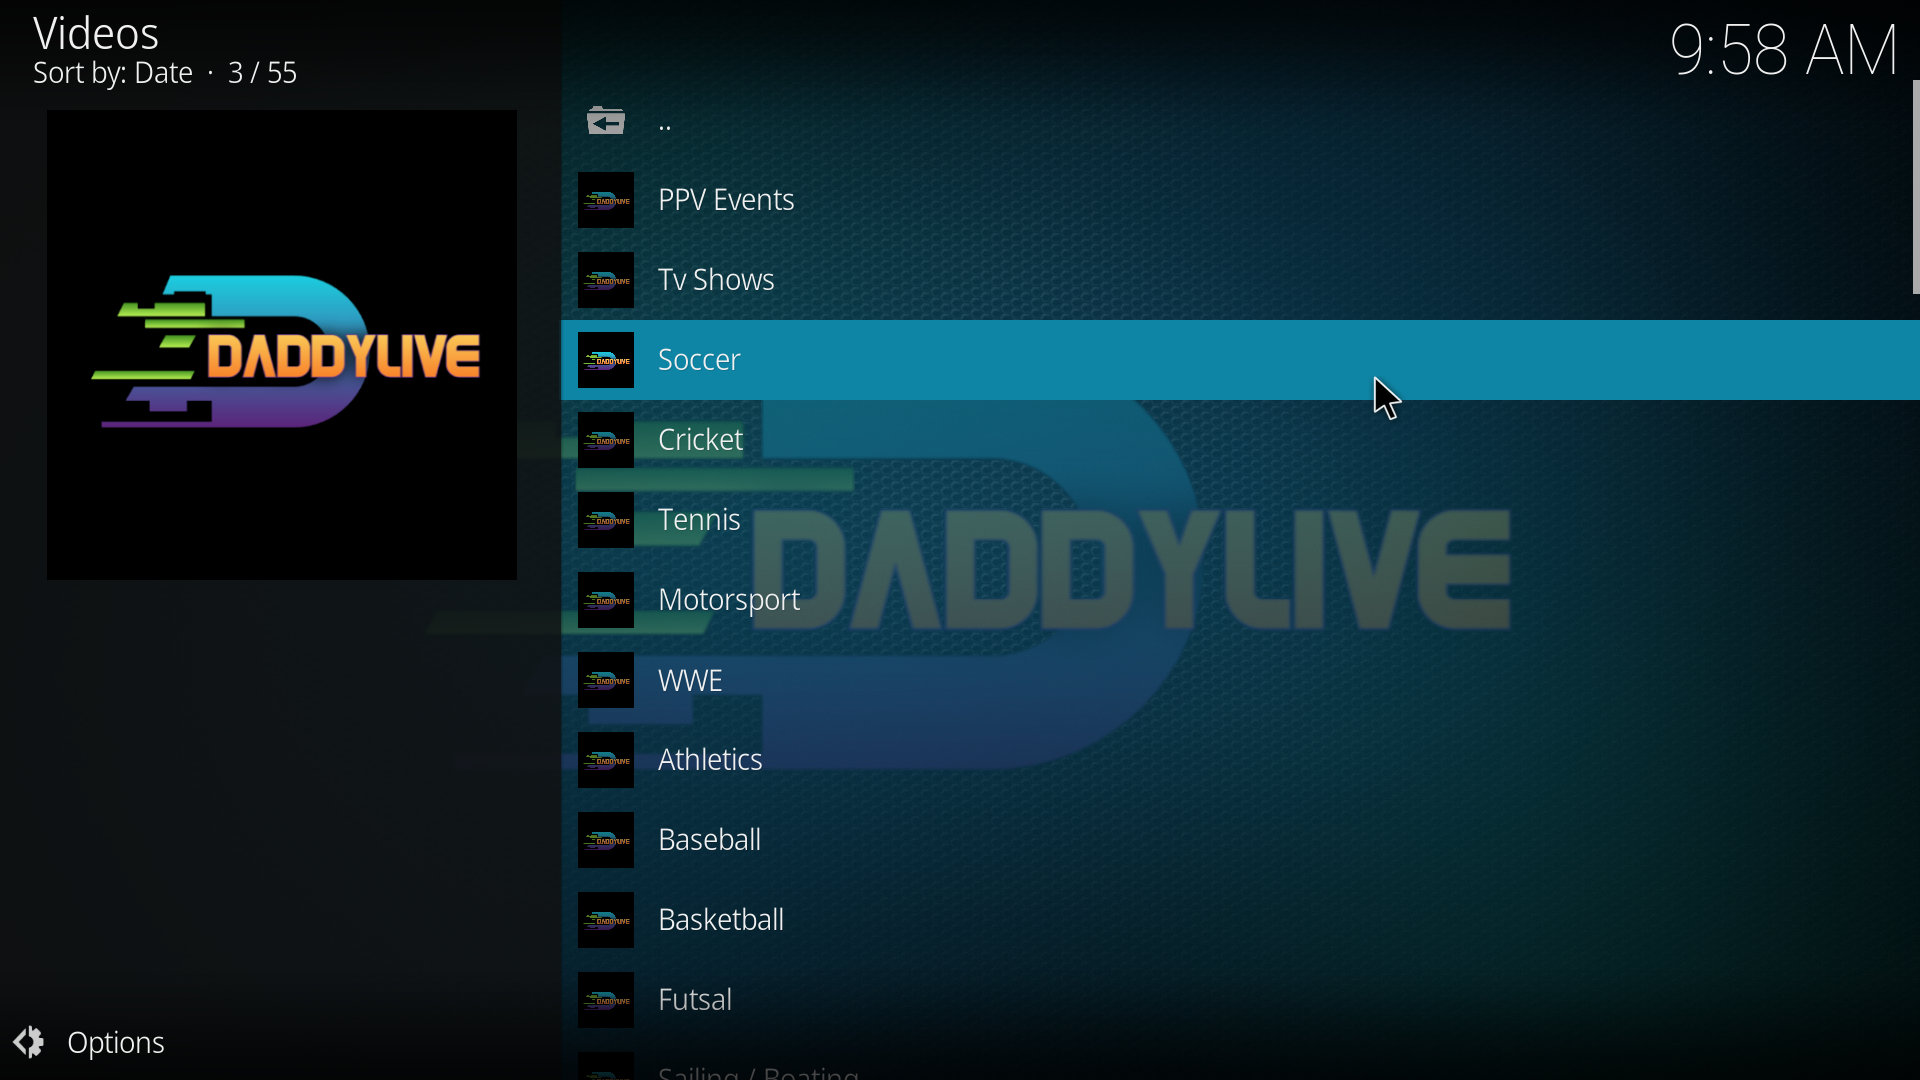 Videos
Sort by: Date · 3 / 55
9:58 AM
DADDYLIVE
..
PPV Events
Tv Shows
Soccer
Cricket
Tennis
Motorsport
WWE
Athletics
Baseball
Basketball
Futsal
Sailing / Boating
DADDYLIVE
Options